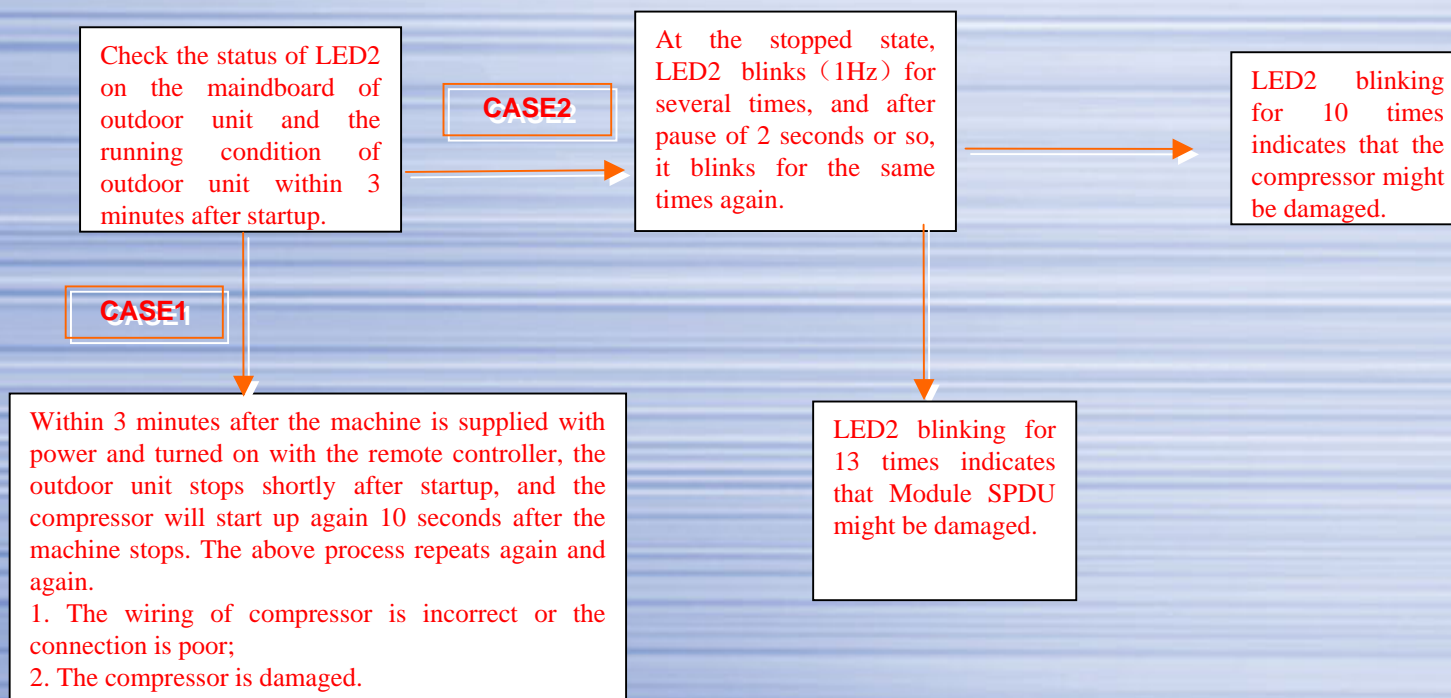 Check the status of LED2
on the maindboard of
outdoor unit and the
running condition of
outdoor unit within 3
minutes after startup.
CASE2
At the stopped state,
LED2 blinks（1Hz）for
several times, and after
pause of 2 seconds or so,
it blinks for the same
times again.
LED2 blinking
for 10 times
indicates that the
compressor might
be damaged.
CASE1
Within 3 minutes after the machine is supplied with
power and turned on with the remote controller, the
outdoor unit stops shortly after startup, and the
compressor will start up again 10 seconds after the
machine stops. The above process repeats again and
again.
1. The wiring of compressor is incorrect or the
connection is poor;
2. The compressor is damaged.
LED2 blinking for
13 times indicates
that Module SPDU
might be damaged.